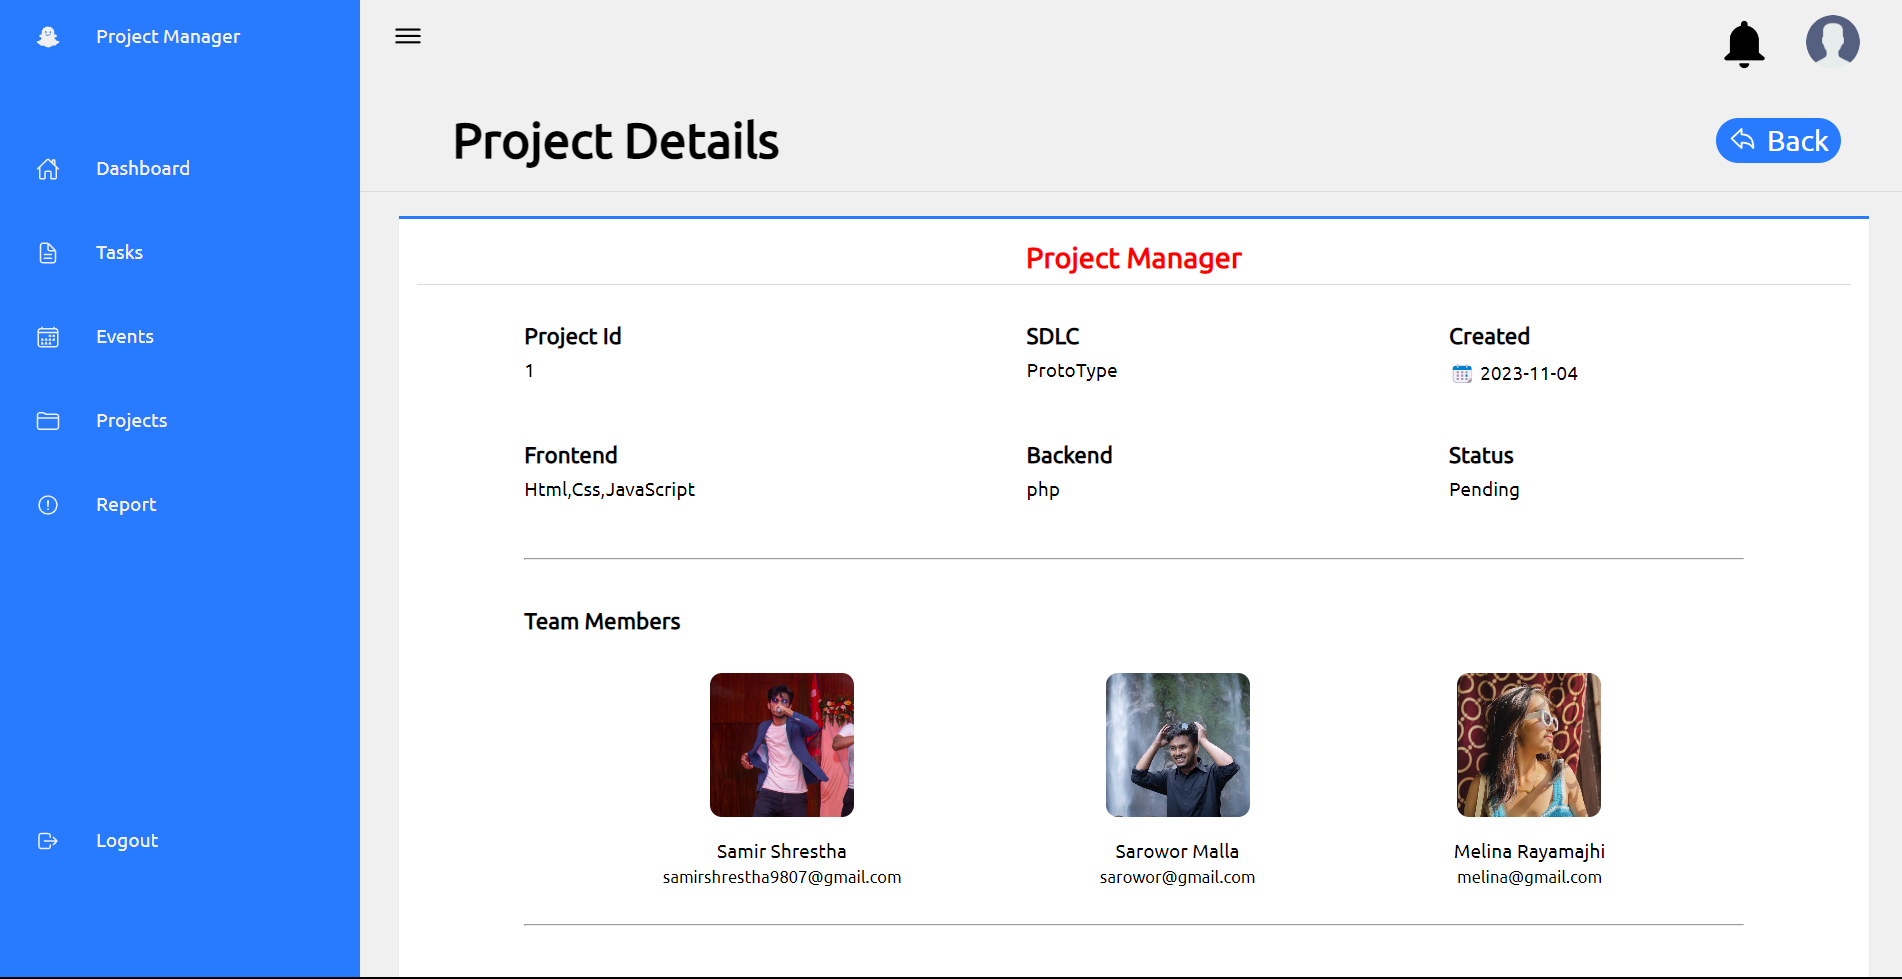 Project Manager
Dashboard
Tasks
Events
Projects
Report
Logout
Project Details
Back
Project Manager
Project Id
1
SDLC
ProtoType
Created
2023-11-04
Frontend
Html,Css,JavaScript
Backend
php
Status
Pending
Team Members
Samir Shrestha
samirshrestha9807@gmail.com
Sarowor Malla
sarowor@gmail.com
Melina Rayamajhi
melina@gmail.com